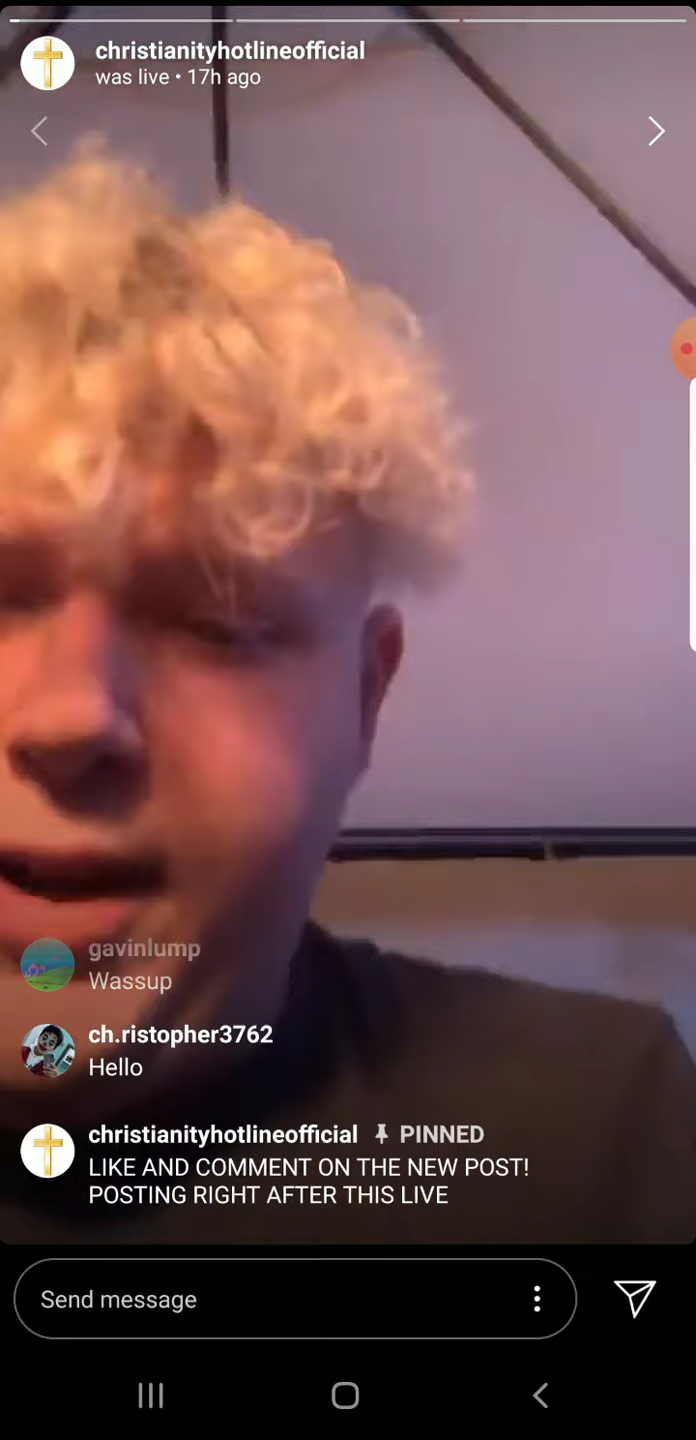 christianityhotlineofficial
was live • 17h ago
gavinlump
Wassup
ch.ristopher3762
Hello
christianityhotlineofficial PINNED
LIKE AND COMMENT ON THE NEW POST!
POSTING RIGHT AFTER THIS LIVE
Send message